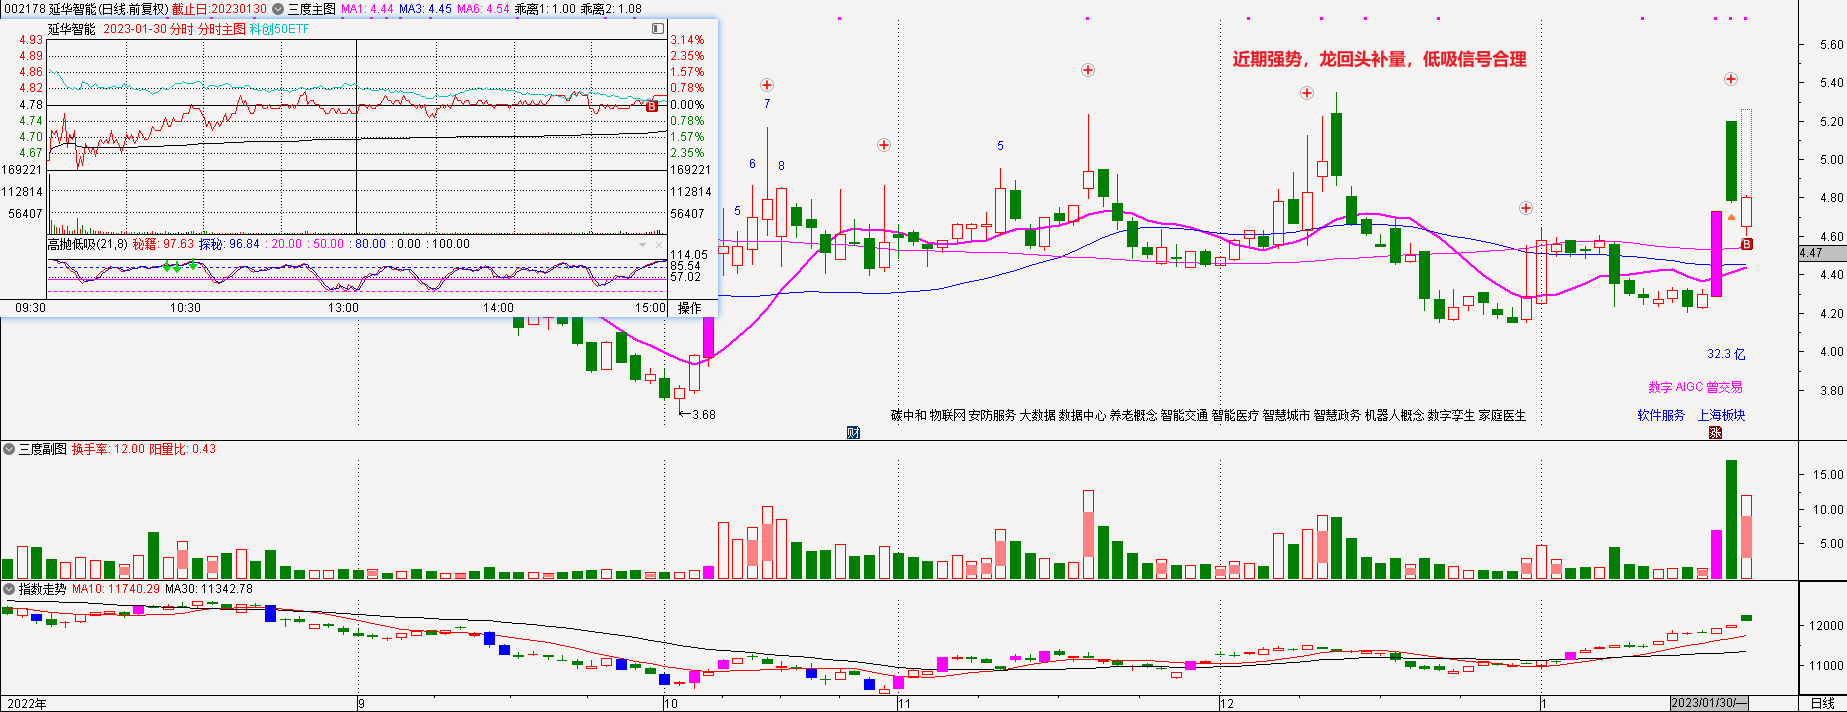 002178 延华智能(日线.前复权) 截止日:20230130 三度主图 MA1: 4.44 MA3: 4.45 MA6: 4.54 乖离1: 1.00 乖离2: 1.08
延华智能 2023-01-30 分时 分时主图 科创50ETF
4.93 3.14%
4.89 2.35%
4.86 1.57%
4.82 0.78%
4.78 0.00%
4.74 0.78%
4.70 1.57%
4.67 2.35%
169221 169221
112814 112814
56407 56407
B
高抛低吸(21,8) 秘籍: 97.63 探秘: 96.84 : 20.00 : 50.00 : 80.00 : 0.00 : 100.00
114.05
85.54
57.02
09:30 10:30 13:00 14:00 15:00 操作
近期强势，龙回头补量，低吸信号合理
5 6 7 8 5
5.60
5.40
5.20
5.00
4.80
4.60
4.47
4.40
4.20
4.00
3.80
B
←3.68
32.3 亿
数字 AIGC 曾交易
碳中和 物联网 安防服务 大数据 数据中心 养老概念 智能交通 智能医疗 智慧城市 智慧政务 机器人概念 数字孪生 家庭医生
软件服务 上海板块
财 涨
三度副图 换手率: 12.00 阳量比: 0.43
15.00
10.00
5.00
指数走势 MA10: 11740.29 MA30: 11342.78
12000
11000
2022年 9 10 11 12 1 2023/01/30/一 日线